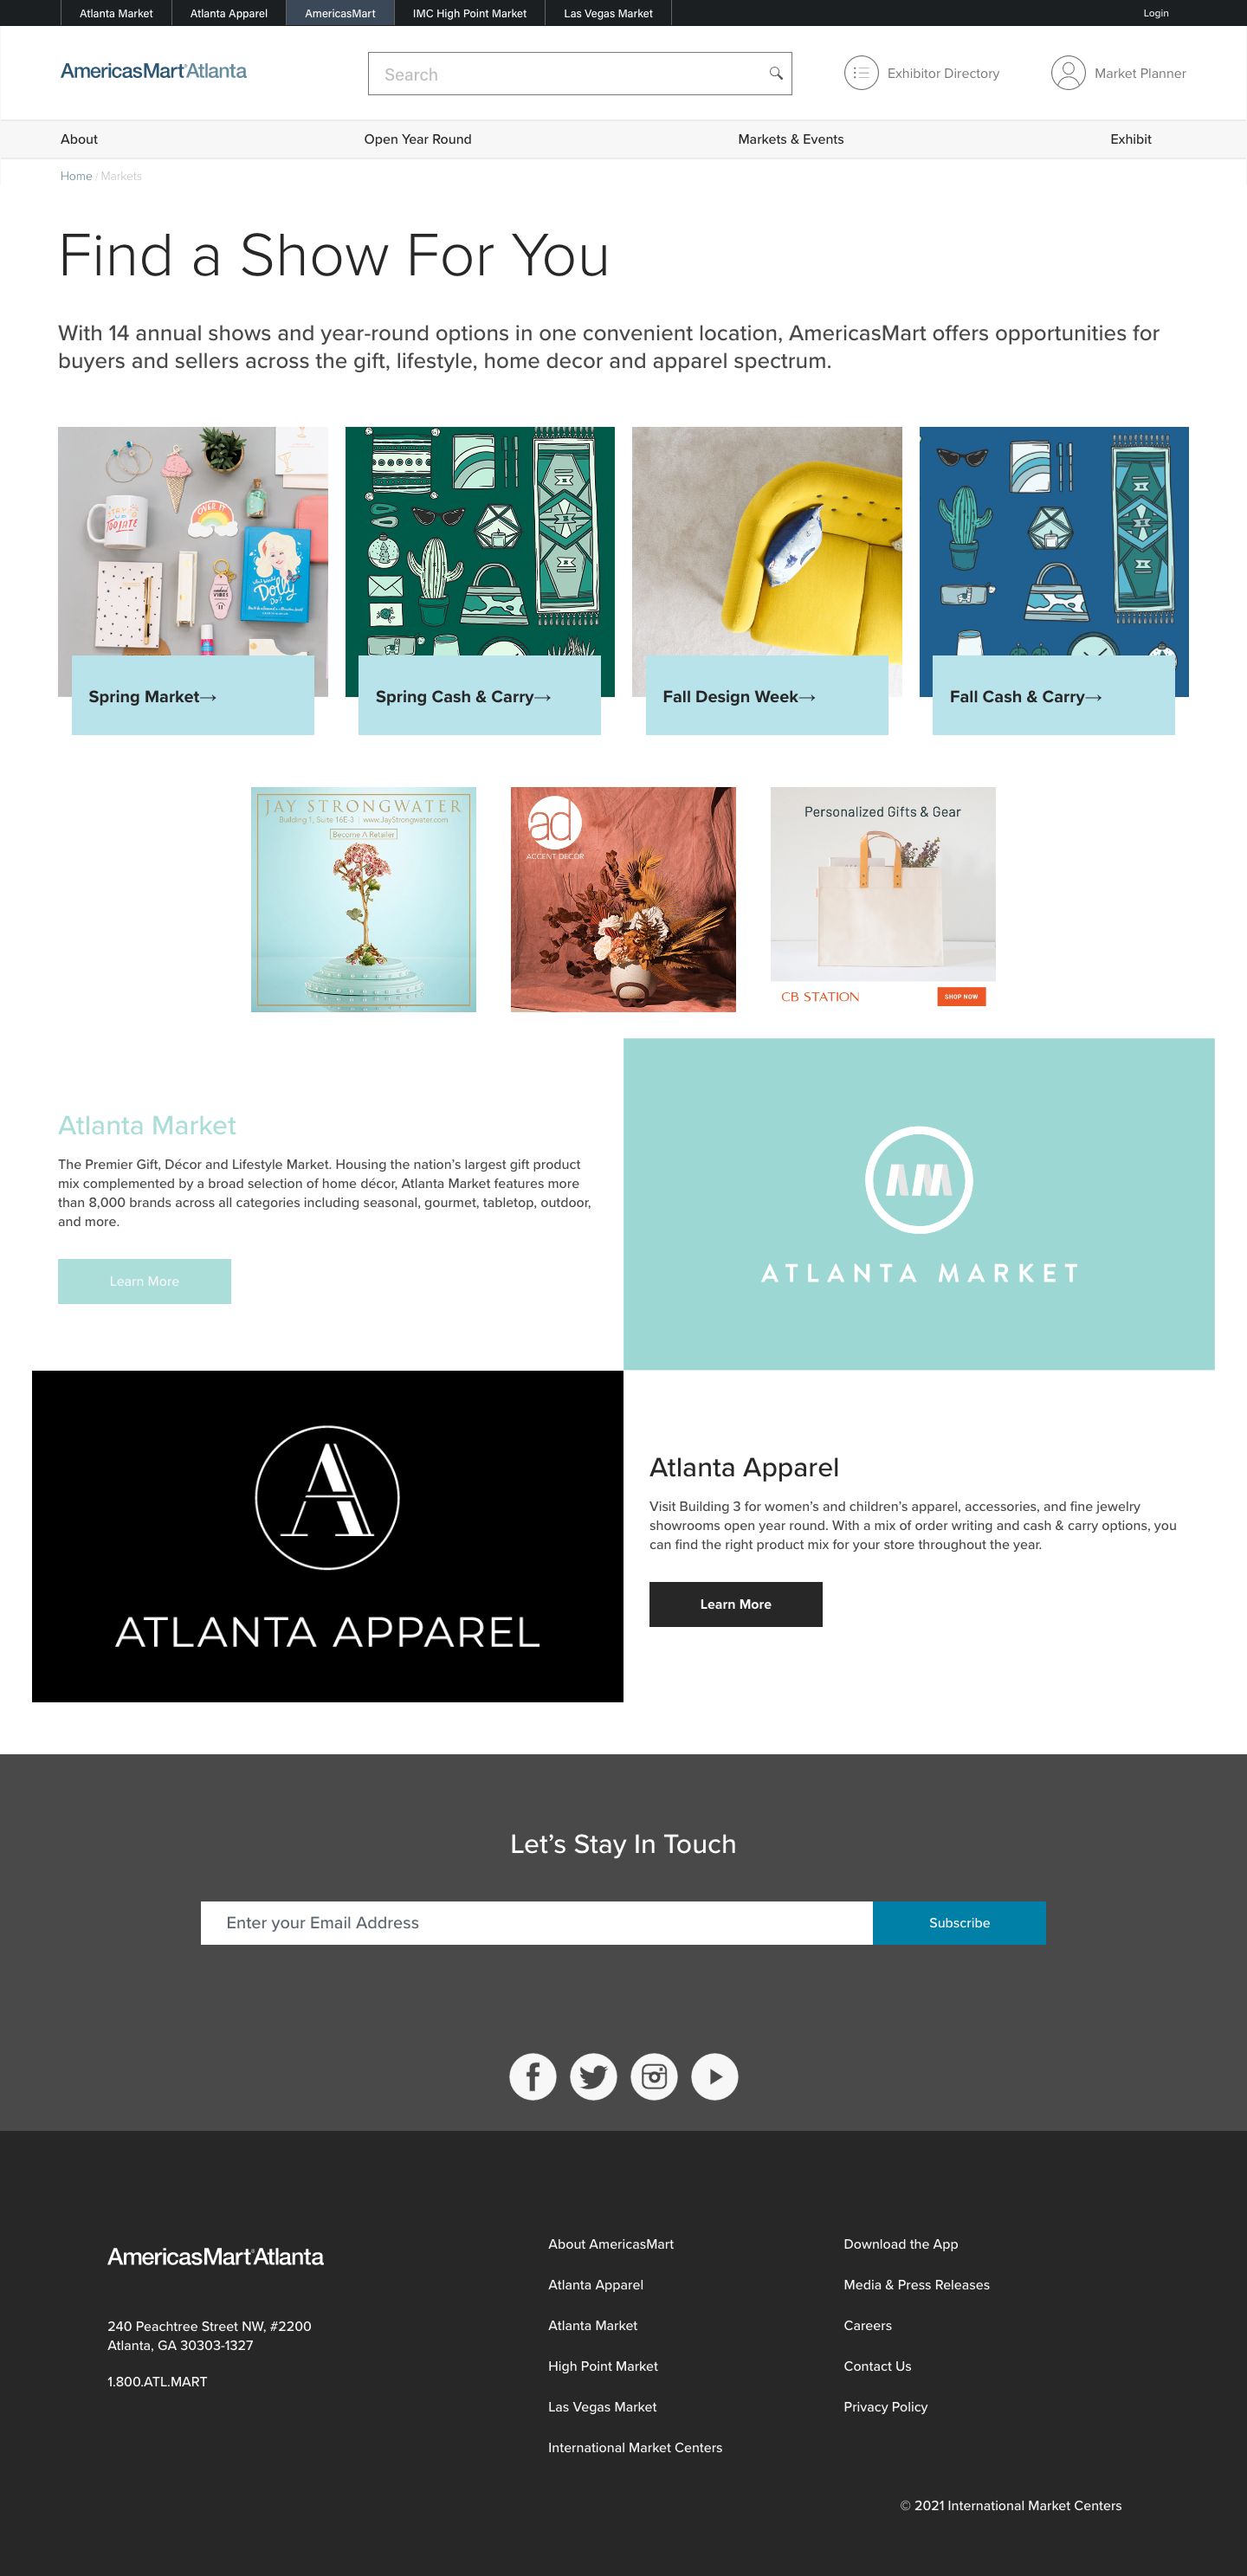 Atlanta Market
Atlanta Apparel
AmericasMart
IMC High Point Market
Las Vegas Market
Login
AmericasMart Atlanta
Search
Exhibitor Directory
Market Planner
About
Open Year Round
Markets & Events
Exhibit
Home / Markets
Find a Show For You
With 14 annual shows and year-round options in one convenient location, AmericasMart offers opportunities for
buyers and sellers across the gift, lifestyle, home decor and apparel spectrum.
OVER IT
Dolly
Spring Market→
Spring Cash & Carry→
Fall Design Week→
Fall Cash & Carry→
JAY STRONGWATER
Building 1, Suite 16E-3 | www.JayStrongwater.com
Become A Retailer
ad
ACCENT DECOR
Personalized Gifts & Gear
CB STATION
SHOP NOW
Atlanta Market
The Premier Gift, Décor and Lifestyle Market. Housing the nation’s largest gift product
mix complemented by a broad selection of home décor, Atlanta Market features more
than 8,000 brands across all categories including seasonal, gourmet, tabletop, outdoor,
and more.
Learn More
AM
ATLANTA MARKET
A
ATLANTA APPAREL
Atlanta Apparel
Visit Building 3 for women’s and children’s apparel, accessories, and fine jewelry
showrooms open year round. With a mix of order writing and cash & carry options, you
can find the right product mix for your store throughout the year.
Learn More
Let’s Stay In Touch
Enter your Email Address
Subscribe
AmericasMart Atlanta
240 Peachtree Street NW, #2200
Atlanta, GA 30303-1327
1.800.ATL.MART
About AmericasMart
Atlanta Apparel
Atlanta Market
High Point Market
Las Vegas Market
International Market Centers
Download the App
Media & Press Releases
Careers
Contact Us
Privacy Policy
© 2021 International Market Centers